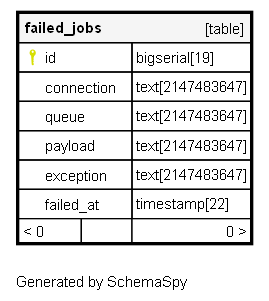 failed_jobs [table]
id bigserial[19]
connection text[2147483647]
queue text[2147483647]
payload text[2147483647]
exception text[2147483647]
failed_at timestamp[22]
< 0 0 >
Generated by SchemaSpy